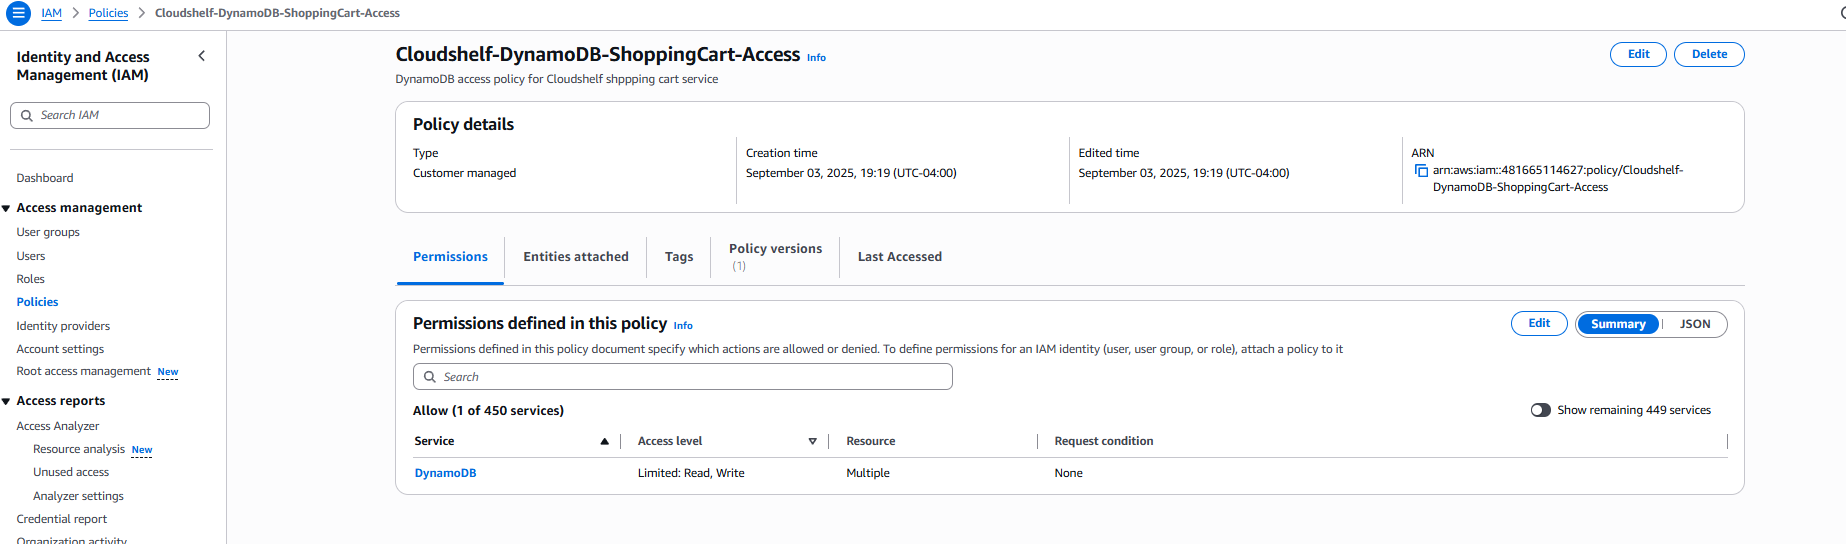 IAM > Policies > Cloudshelf-DynamoDB-ShoppingCart-Access
Identity and Access
Management (IAM)
Search IAM
Dashboard
Access management
User groups
Users
Roles
Policies
Identity providers
Account settings
Root access management New
Access reports
Access Analyzer
Resource analysis New
Unused access
Analyzer settings
Credential report
Organization activity
Cloudshelf-DynamoDB-ShoppingCart-Access Info
Edit
Delete
DynamoDB access policy for Cloudshelf shppping cart service
Policy details
Type
Customer managed
Creation time
September 03, 2025, 19:19 (UTC-04:00)
Edited time
September 03, 2025, 19:19 (UTC-04:00)
ARN
arn:aws:iam::481665114627:policy/Cloudshelf-
DynamoDB-ShoppingCart-Access
Permissions
Entities attached
Tags
Policy versions
(1)
Last Accessed
Permissions defined in this policy Info
Edit
Summary
JSON
Permissions defined in this policy document specify which actions are allowed or denied. To define permissions for an IAM identity (user, user group, or role), attach a policy to it
Search
Allow (1 of 450 services)
Show remaining 449 services
Service
Access level
Resource
Request condition
DynamoDB
Limited: Read, Write
Multiple
None